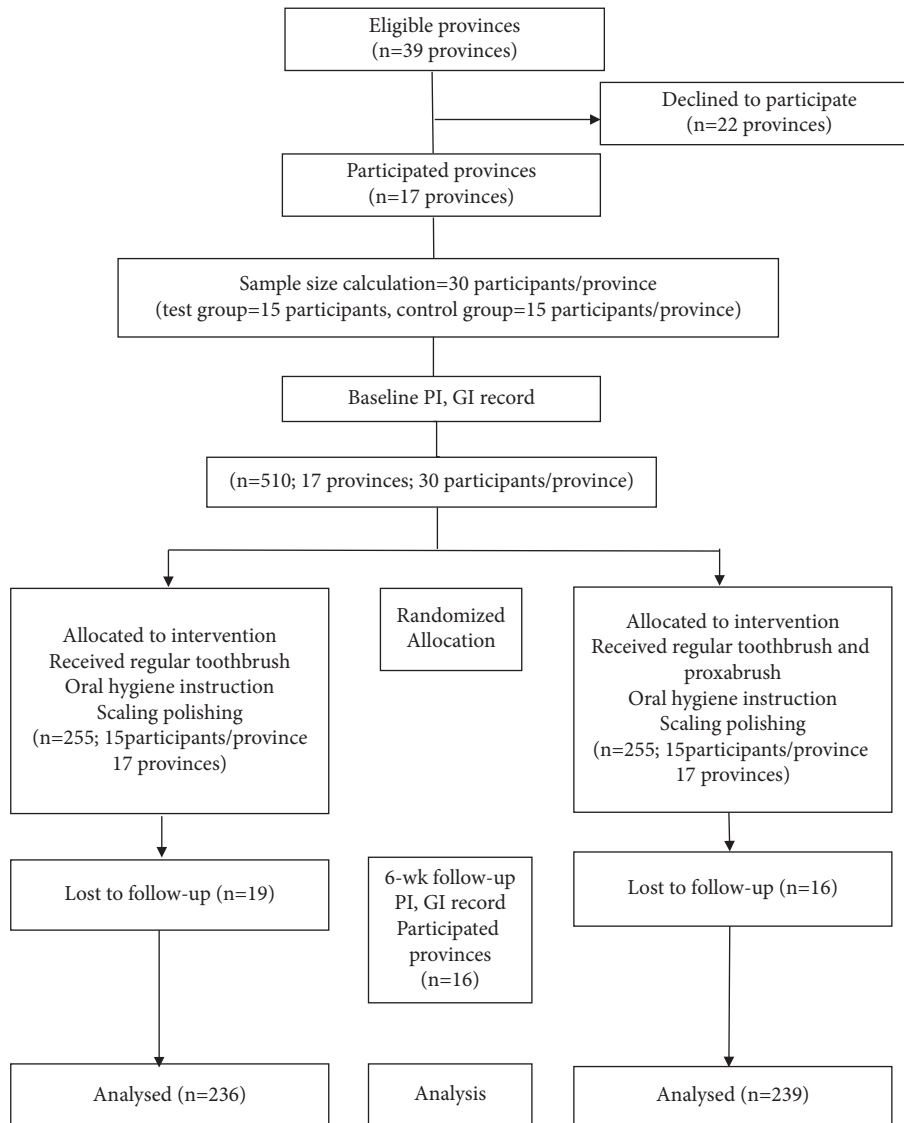 Eligible provinces
(n=39 provinces)
Declined to participate
(n=22 provinces)
Participated provinces
(n=17 provinces)
Sample size calculation=30 participants/province
(test group=15 participants, control group=15 participants/province)
Baseline PI, GI record
(n=510; 17 provinces; 30 participants/province)
Allocated to intervention
Received regular toothbrush
Oral hygiene instruction
Scaling polishing
(n=255; 15participants/province
17 provinces)
Randomized
Allocation
Allocated to intervention
Received regular toothbrush and
proxabrush
Oral hygiene instruction
Scaling polishing
(n=255; 15participants/province
17 provinces)
Lost to follow-up (n=19)
6-wk follow-up
PI, GI record
Participated
provinces
(n=16)
Lost to follow-up (n=16)
Analysed (n=236)
Analysis
Analysed (n=239)